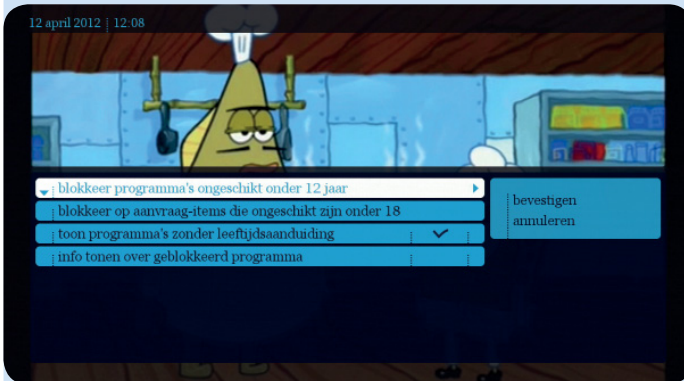 12 april 2012 | 12:08
blokkeer programma's ongeschikt onder 12 jaar
blokkeer op aanvraag-items die ongeschikt zijn onder 18
toon programma's zonder leeftijdsaanduiding
info tonen over geblokkeerd programma
bevestigen
annuleren